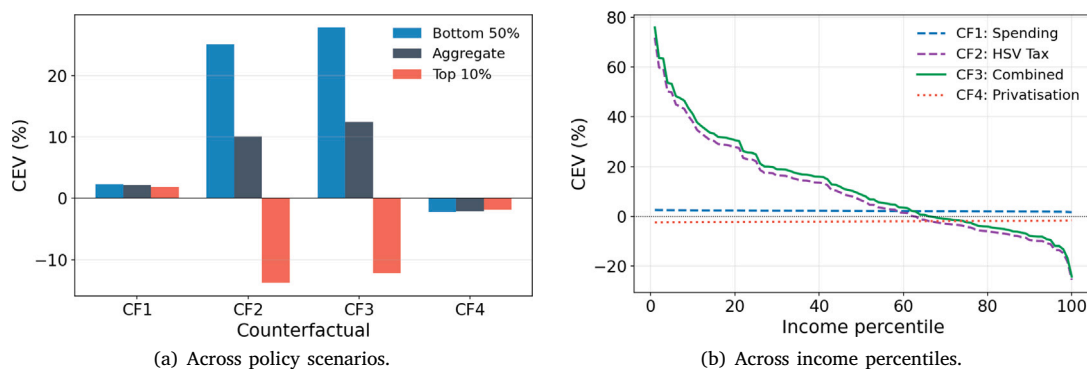 CEV (%)
20
10
0
−10
Bottom 50%
Aggregate
Top 10%
CF1 CF2 CF3 CF4
Counterfactual
(a) Across policy scenarios.
CEV (%)
80
60
40
20
0
−20
CF1: Spending
CF2: HSV Tax
CF3: Combined
CF4: Privatisation
0 20 40 60 80 100
Income percentile
(b) Across income percentiles.